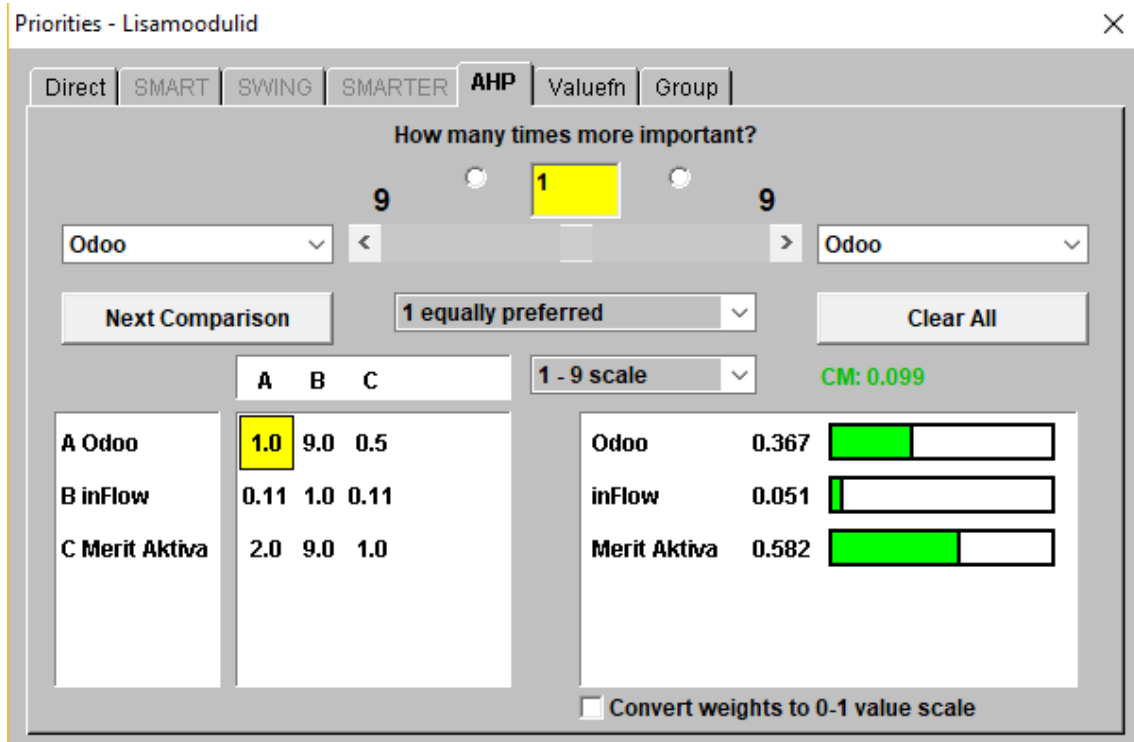 Priorities - Lisamoodulid
Direct SMART SWING SMARTER AHP Valuefn Group
How many times more important?
9 1 9
Odoo < > Odoo
Next Comparison 1 equally preferred Clear All
A B C 1 - 9 scale CM: 0.099
A Odoo 1.0 9.0 0.5 Odoo 0.367
B inFlow 0.11 1.0 0.11 inFlow 0.051
C Merit Aktiva 2.0 9.0 1.0 Merit Aktiva 0.582
Convert weights to 0-1 value scale